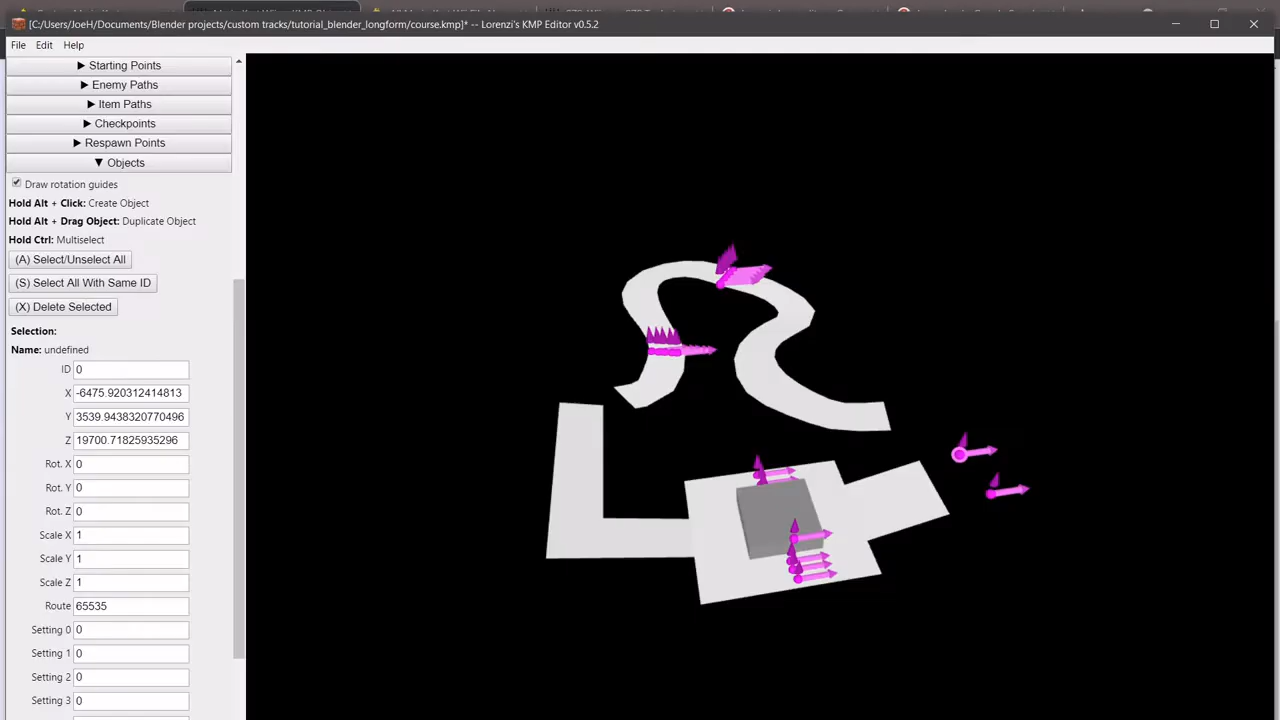 [C:/Users/JoeH/Documents/Blender projects/custom tracks/tutorial_blender_longform/course.kmp]* -- Lorenzi's KMP Editor v0.5.2
File Edit Help
▶ Starting Points
▶ Enemy Paths
▶ Item Paths
▶ Checkpoints
▶ Respawn Points
▼ Objects
Draw rotation guides
Hold Alt + Click: Create Object
Hold Alt + Drag Object: Duplicate Object
Hold Ctrl: Multiselect
(A) Select/Unselect All
(S) Select All With Same ID
(X) Delete Selected
Selection:
Name: undefined
ID 0
X -6475.920312414813
Y 3539.9438320770496
Z 19700.71825935296
Rot. X 0
Rot. Y 0
Rot. Z 0
Scale X 1
Scale Y 1
Scale Z 1
Route 65535
Setting 0 0
Setting 1 0
Setting 2 0
Setting 3 0